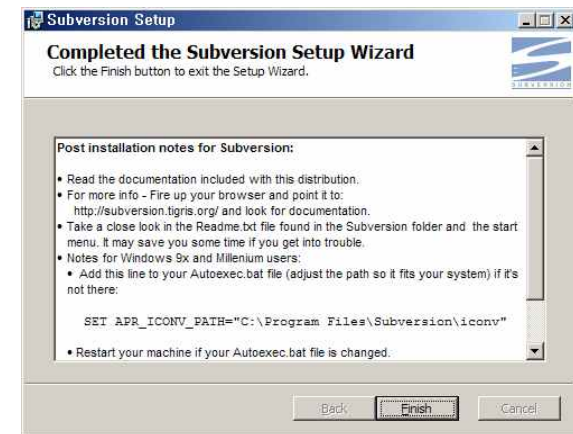 Subversion Setup
Completed the Subversion Setup Wizard
Click the Finish button to exit the Setup Wizard.
SUBVERSION
Post installation notes for Subversion:
• Read the documentation included with this distribution.
• For more info - Fire up your browser and point it to:
http://subversion.tigris.org/ and look for documentation.
• Take a close look in the Readme.txt file found in the Subversion folder and the start
menu. It may save you some time if you get into trouble.
• Notes for Windows 9x and Millenium users:
• Add this line to your Autoexec.bat file (adjust the path so it fits your system) if it's
not there:
SET APR_ICONV_PATH="C:\Program Files\Subversion\iconv"
• Restart your machine if your Autoexec.bat file is changed.
Back Finish Cancel